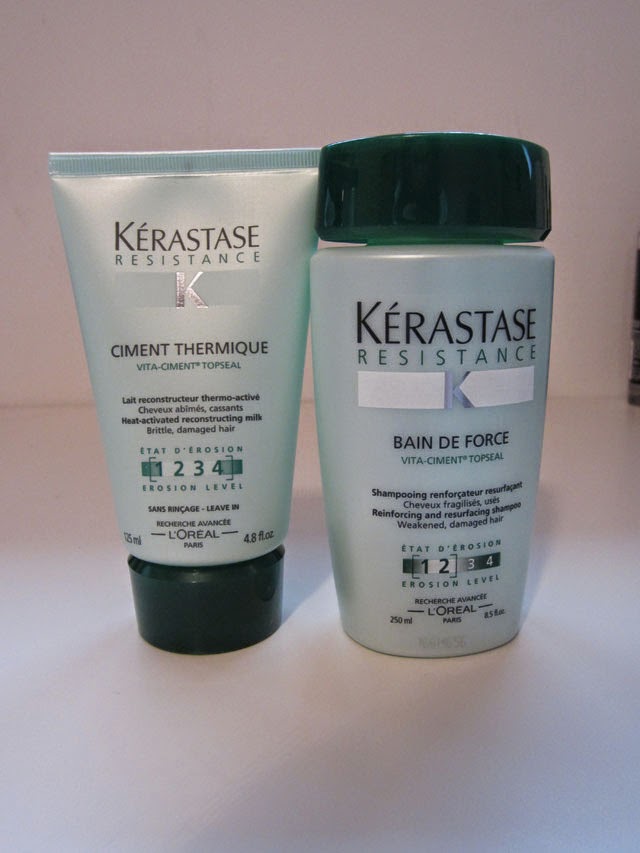 KÉRASTASE
RESISTANCE
K
CIMENT THERMIQUE
VITA-CIMENT® TOPSEAL
Lait reconstructeur thermo-activé
Cheveux abîmés, cassants
Heat-activated reconstructing milk
Brittle, damaged hair
ÉTAT D'ÉROSION
[1 2 3 4]
EROSION LEVEL
SANS RINÇAGE - LEAVE IN
RECHERCHE AVANCÉE
L'ORÉAL
PARIS
125 ml 4.8 fl.oz.
KÉRASTASE
RESISTANCE
K
BAIN DE FORCE
VITA-CIMENT® TOPSEAL
Shampooing renforçateur resurfaçant
Cheveux fragilisés, usés
Reinforcing and resurfacing shampoo
Weakened, damaged hair
ÉTAT D'ÉROSION
[1 2] 3 4
EROSION LEVEL
RECHERCHE AVANCÉE
L'ORÉAL
PARIS
250 ml 8.5 fl.oz.